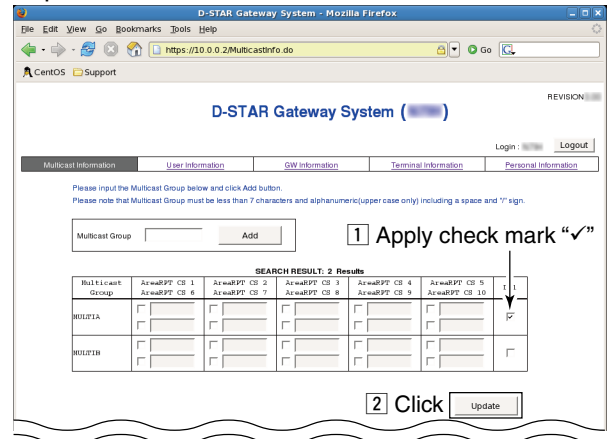 D-STAR Gateway System - Mozilla Firefox
File Edit View Go Bookmarks Tools Help
https://10.0.0.2/MulticastInfo.do Go
CentOS Support
REVISION
D-STAR Gateway System ( )
Login : Logout
Multicast Information User Information GW Information Terminal Information Personal Information
Please input the Multicast Group below and click Add button.
Please note that Multicast Group must be less than 7 characters and alphanumeric(upper case only) including a space and "/" sign.
Multicast Group Add
1 Apply check mark “✓”
SEARCH RESULT: 2 Results
Multicast Group AreaRPT CS 1 AreaRPT CS 2 AreaRPT CS 3 AreaRPT CS 4 AreaRPT CS 5
AreaRPT CS 6 AreaRPT CS 7 AreaRPT CS 8 AreaRPT CS 9 AreaRPT CS 10
MULTIA
MULTIB
2 Click Update